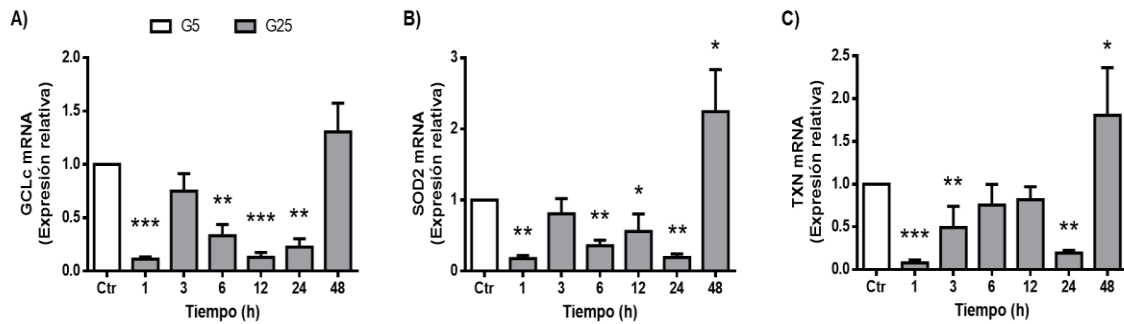 A)
G5
G25
GCLc mRNA
(Expresión relativa)
2.0
1.5
1.0
0.5
0.0
***
**
***
**
Ctr 1 3 6 12 24 48
Tiempo (h)
B)
SOD2 mRNA
(Expresión relativa)
3
2
1
0
**
**
*
**
*
Ctr 1 3 6 12 24 48
Tiempo (h)
C)
TXN mRNA
(Expresión relativa)
2.5
2.0
1.5
1.0
0.5
0.0
***
**
**
*
Ctr 1 3 6 12 24 48
Tiempo (h)